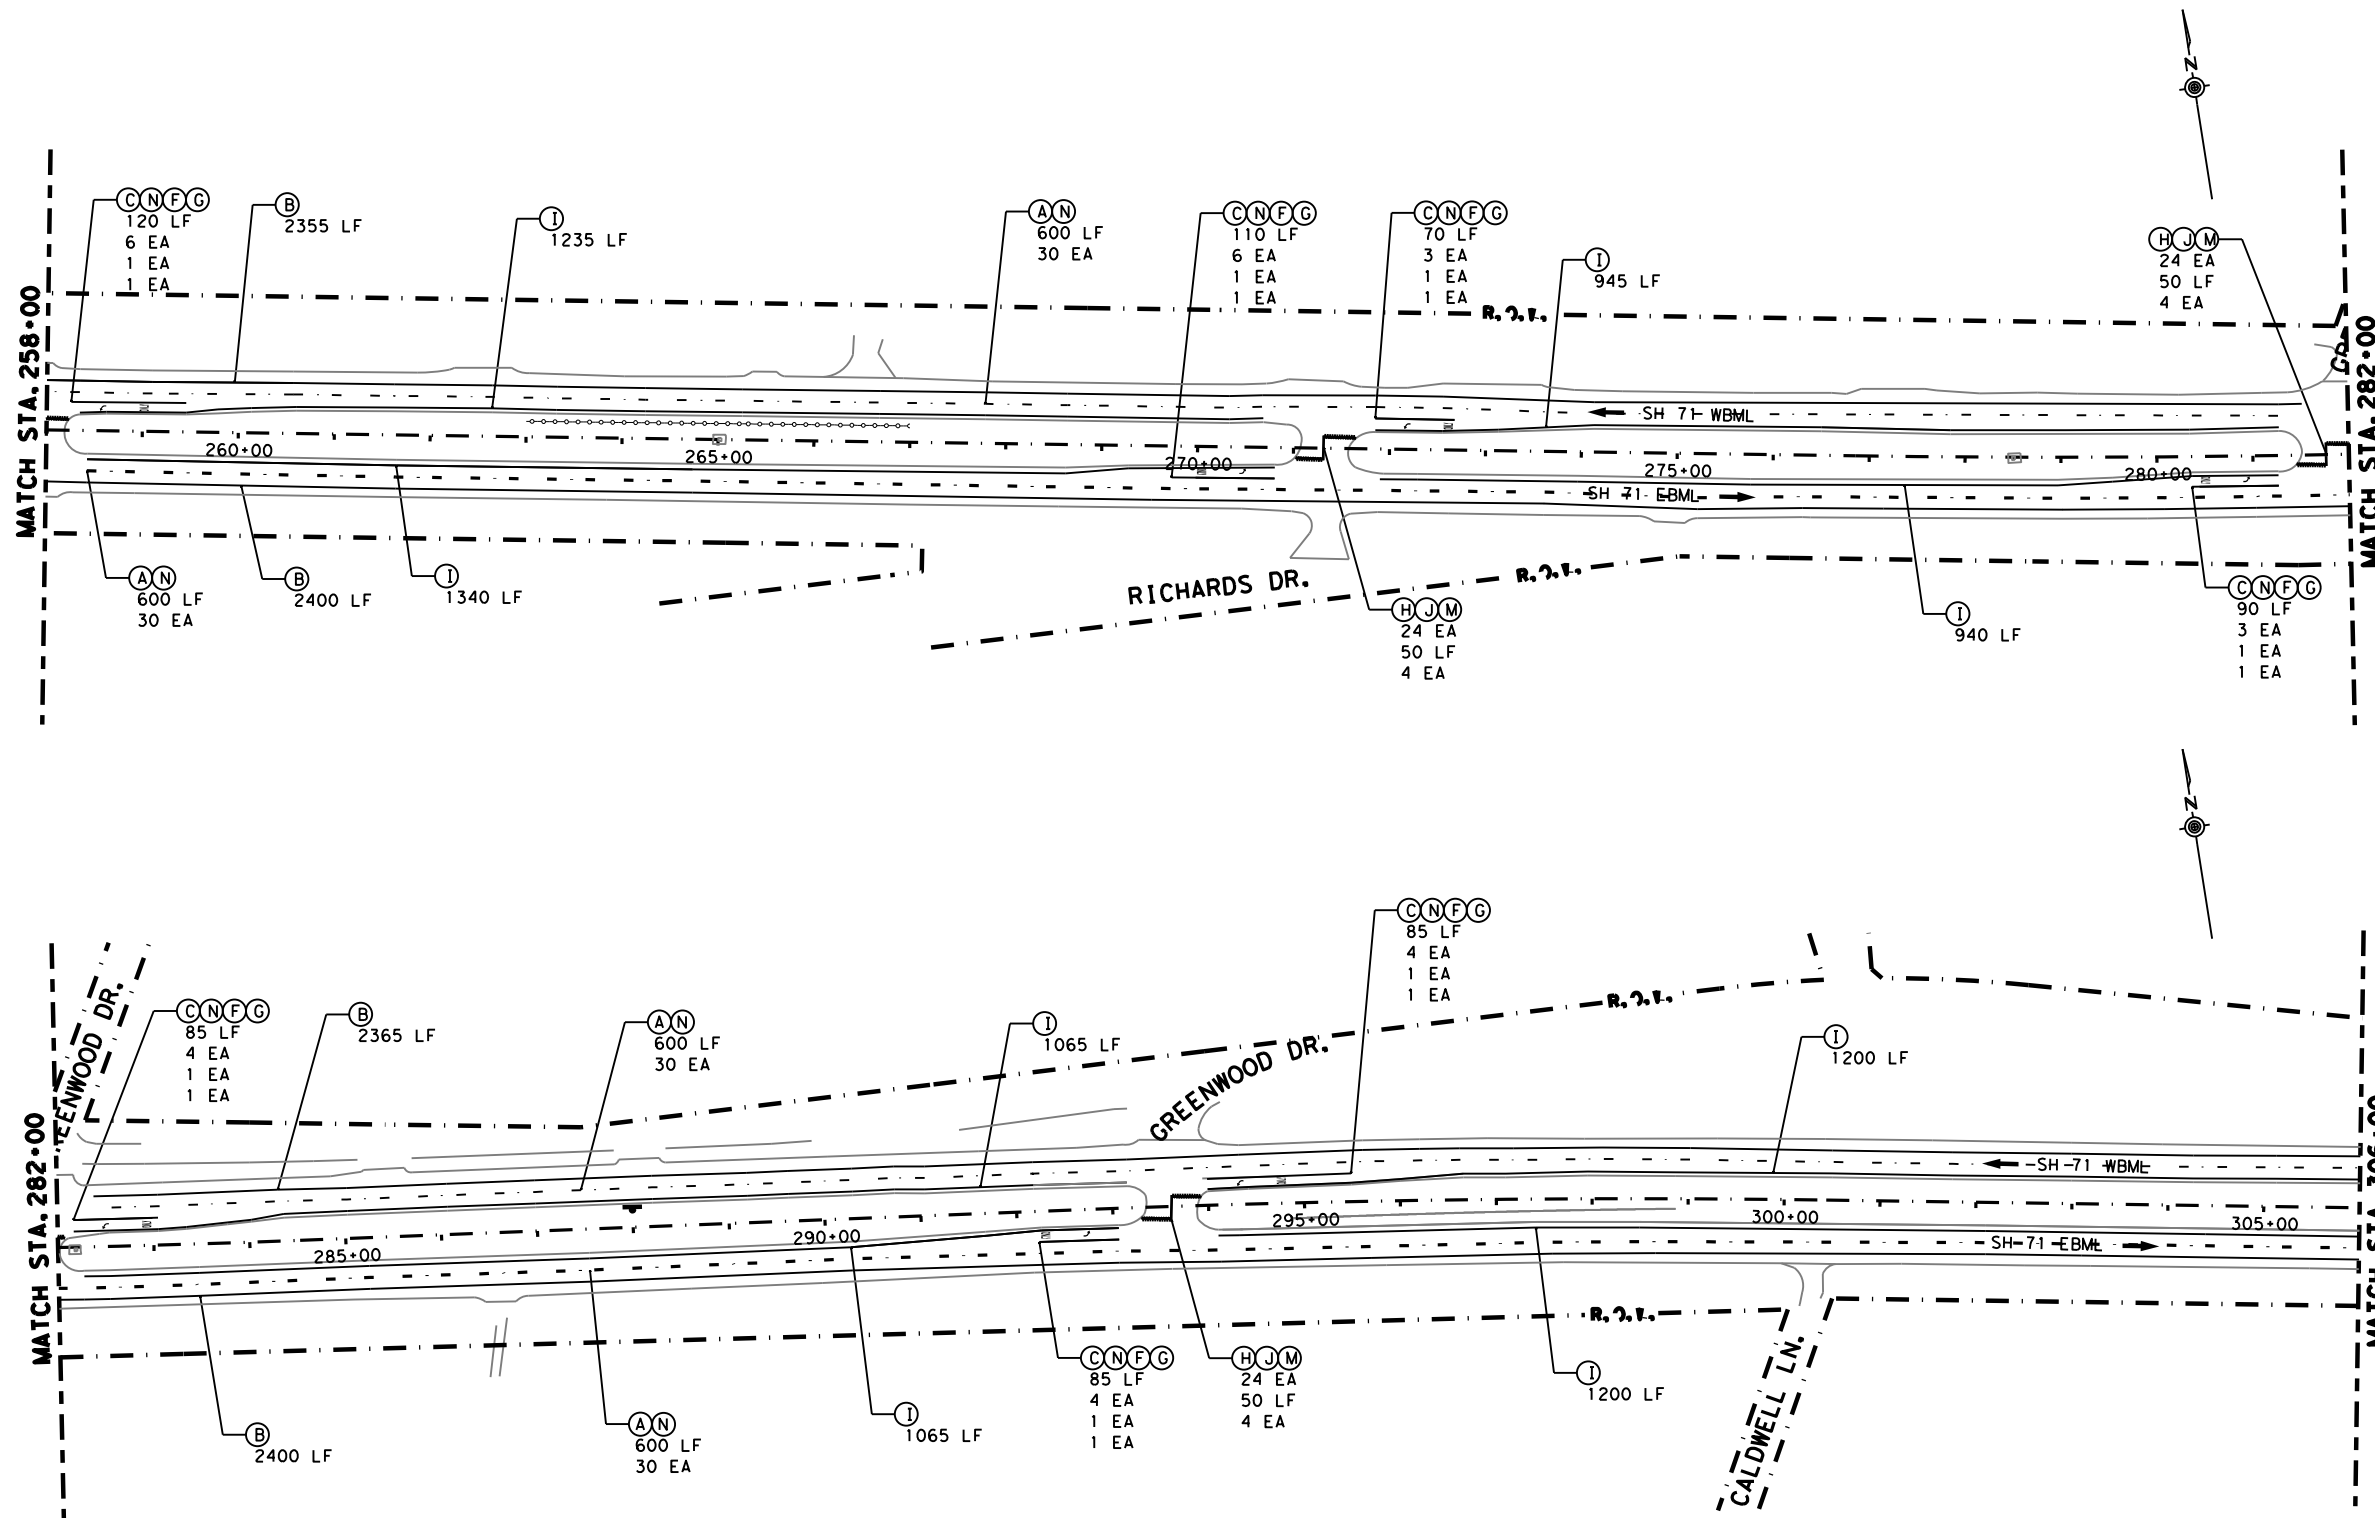 N
C N F G
120 LF
6 EA
1 EA
1 EA
B
2355 LF
I
1235 LF
A N
600 LF
30 EA
C N F G
110 LF
6 EA
1 EA
1 EA
C N F G
70 LF
3 EA
1 EA
1 EA
I
945 LF
H J M
24 EA
50 LF
4 EA
MATCH STA. 258+00
R.O.W.
MATCH STA. 282+00
SH 71 WBML
260+00
265+00
270+00
275+00
280+00
SH 71 EBML
A N
600 LF
30 EA
B
2400 LF
I
1340 LF
RICHARDS DR.
R.O.W.
H J M
24 EA
50 LF
4 EA
I
940 LF
C N F G
90 LF
3 EA
1 EA
1 EA
N
C N F G
85 LF
4 EA
1 EA
1 EA
ENWOOD DR.
C N F G
85 LF
4 EA
1 EA
1 EA
B
2365 LF
A N
600 LF
30 EA
I
1065 LF
R.O.W.
GREENWOOD DR.
I
1200 LF
MATCH STA. 282+00
MATCH STA. 306+00
SH 71 WBML
285+00
290+00
295+00
300+00
305+00
SH 71 EBML
R.O.W.
CALDWELL LN.
B
2400 LF
A N
600 LF
30 EA
I
1065 LF
C N F G
85 LF
4 EA
1 EA
1 EA
H J M
24 EA
50 LF
4 EA
I
1200 LF